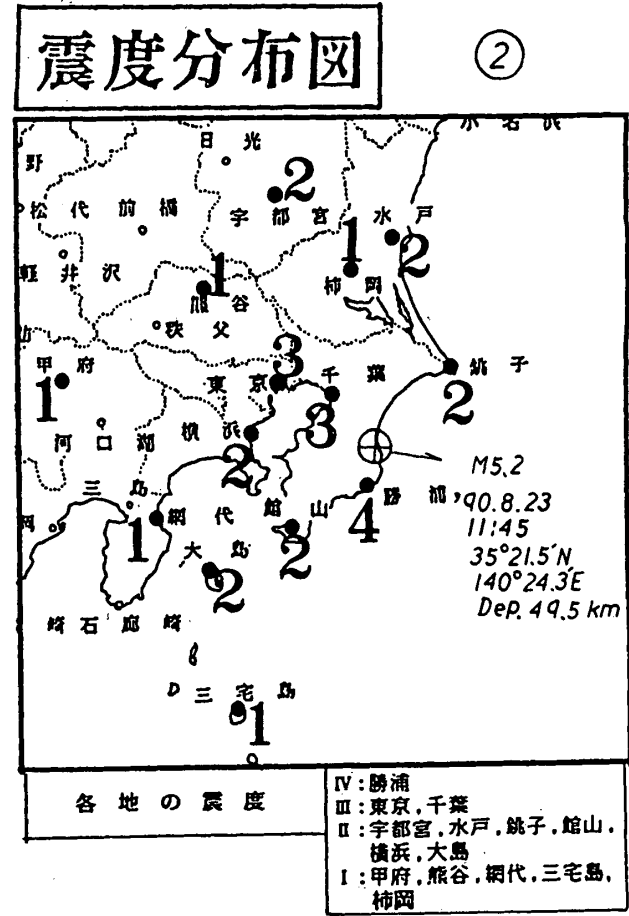 震度分布図
②
小名浜
日光
野
2
松代 前橋
宇都宮 水戸
1
2
軽井沢
1
柿岡
熊谷
秩父
甲府
3
東京 千葉
銚子
1
3
2
河口湖 横浜
2
M5.2
三島
勝浦
'90.8.23
4
網代 館山
11:45
1
大島
2
35°21.5'N
2
140°24.3'E
Dep. 49.5 km
崎石廊崎
三宅島
1
各地の震度
IV:勝浦
III:東京,千葉
II:宇都宮,水戸,銚子,館山,
横浜,大島
I:甲府,熊谷,網代,三宅島,
柿岡